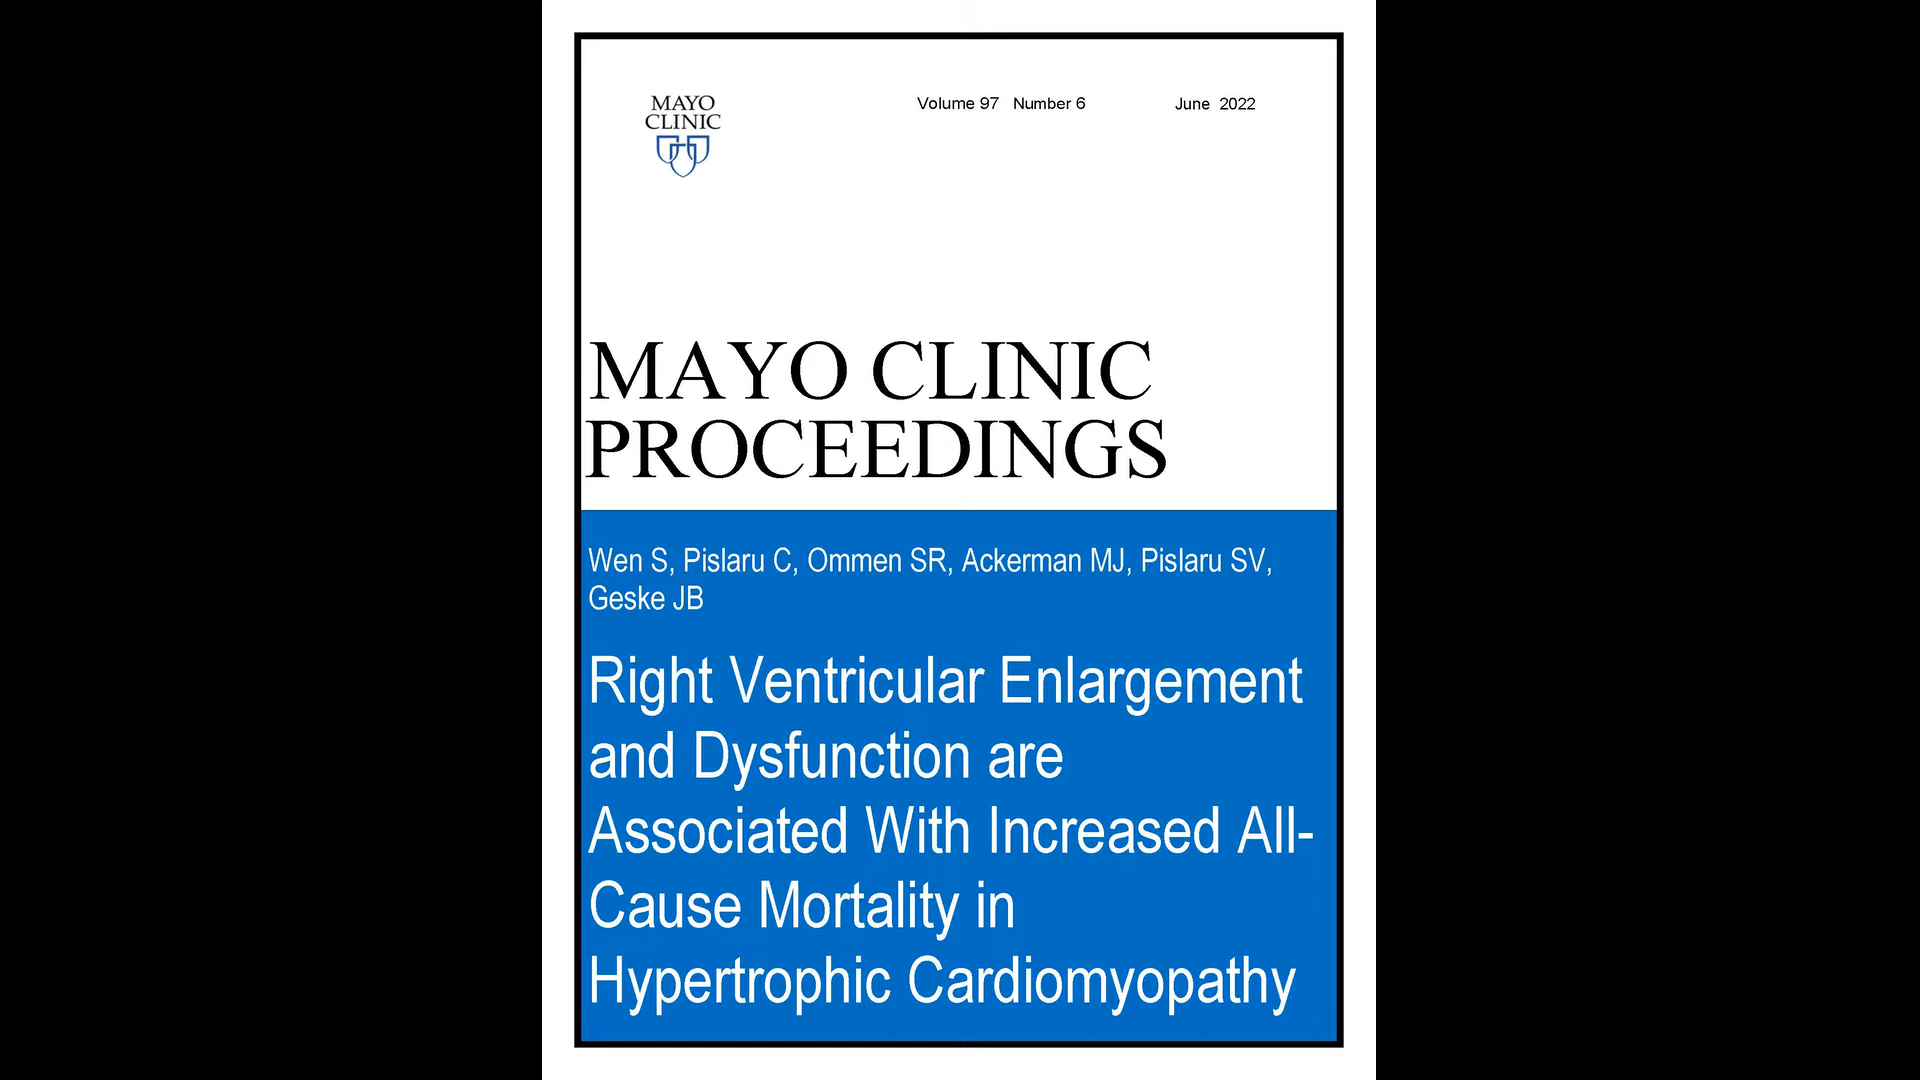 MAYO
CLINIC
Volume 97 Number 6 June 2022
MAYO CLINIC
PROCEEDINGS
Wen S, Pislaru C, Ommen SR, Ackerman MJ, Pislaru SV,
Geske JB
Right Ventricular Enlargement
and Dysfunction are
Associated With Increased All-
Cause Mortality in
Hypertrophic Cardiomyopathy